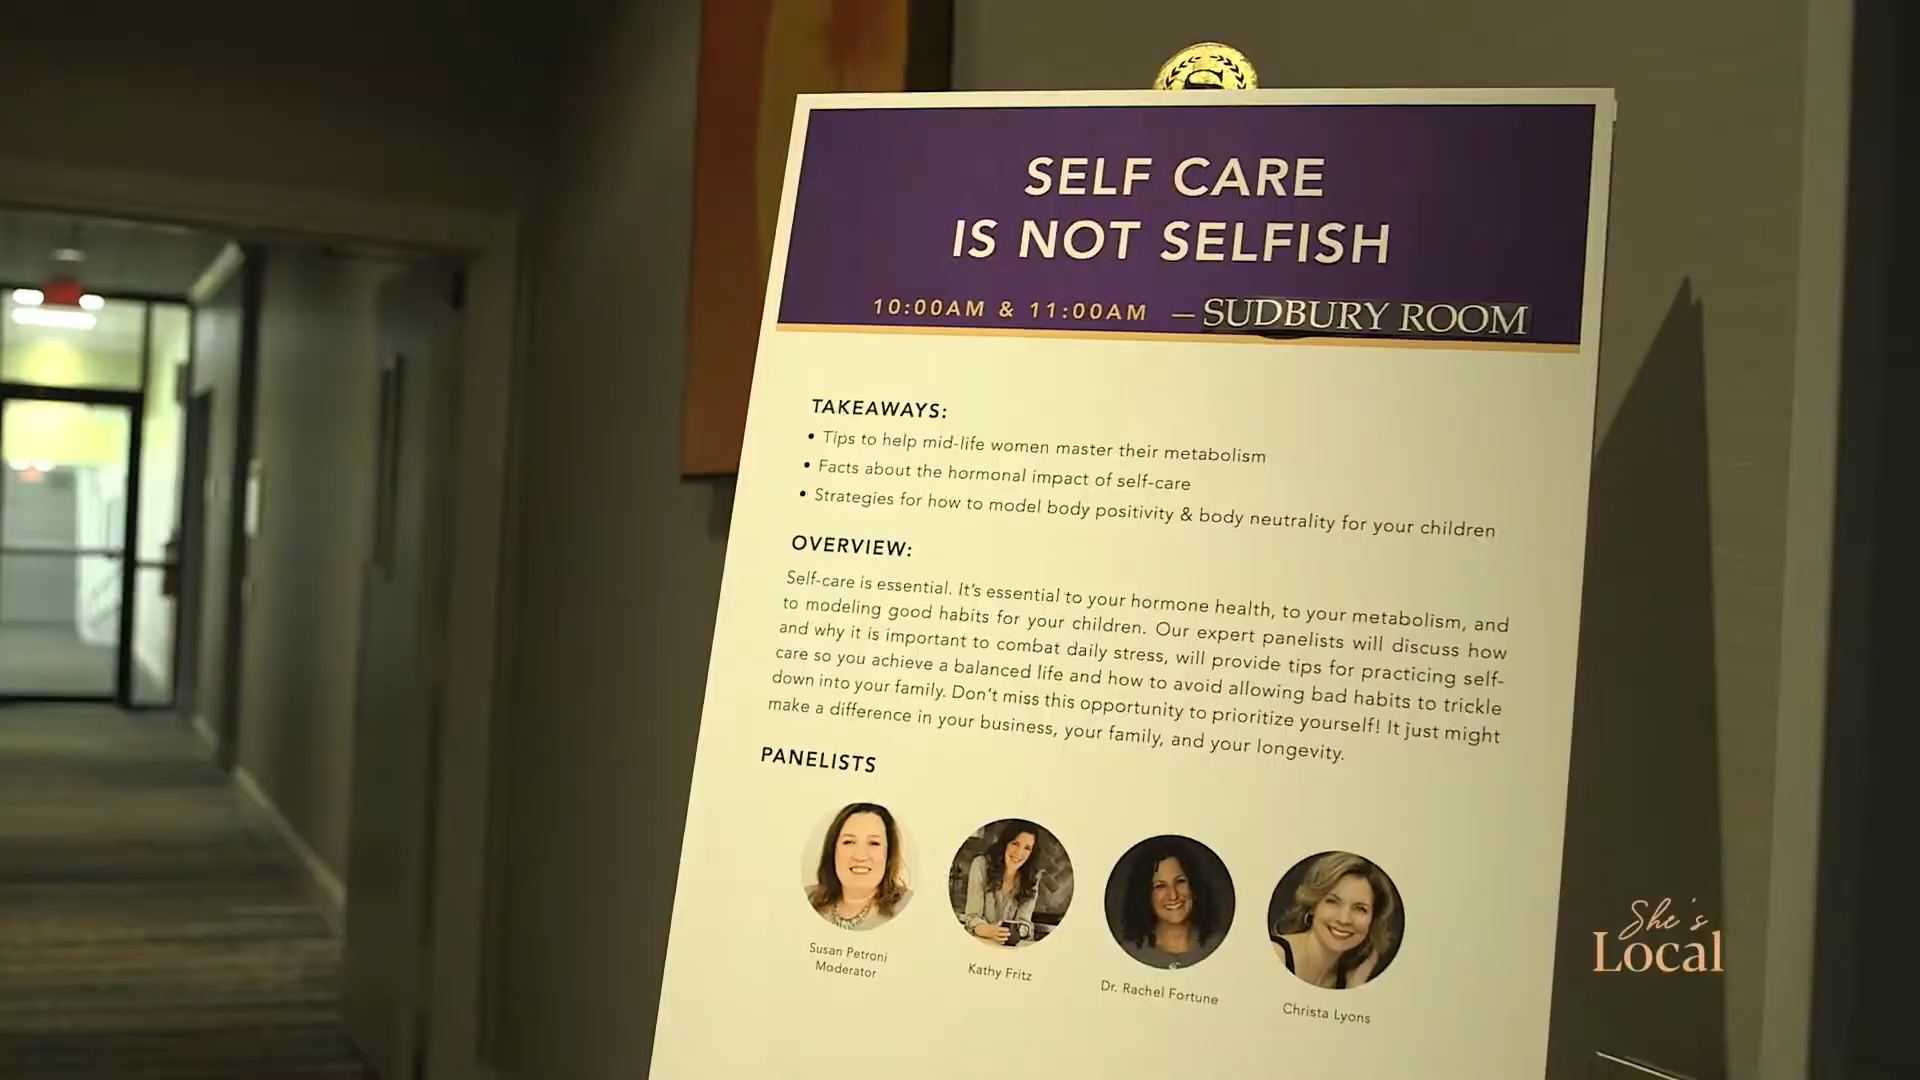 S
SELF CARE
IS NOT SELFISH
10:00AM & 11:00AM — SUDBURY ROOM
TAKEAWAYS:
• Tips to help mid-life women master their metabolism
• Facts about the hormonal impact of self-care
• Strategies for how to model body positivity & body neutrality for your children
OVERVIEW:
Self-care is essential. It's essential to your hormone health, to your metabolism, and
to modeling good habits for your children. Our expert panelists will discuss how
and why it is important to combat daily stress, will provide tips for practicing self-
care so you achieve a balanced life and how to avoid allowing bad habits to trickle
down into your family. Don't miss this opportunity to prioritize yourself! It just might
make a difference in your business, your family, and your longevity.
PANELISTS
Susan Petroni
Moderator
Kathy Fritz
Dr. Rachel Fortune
Christa Lyons
She's
Local